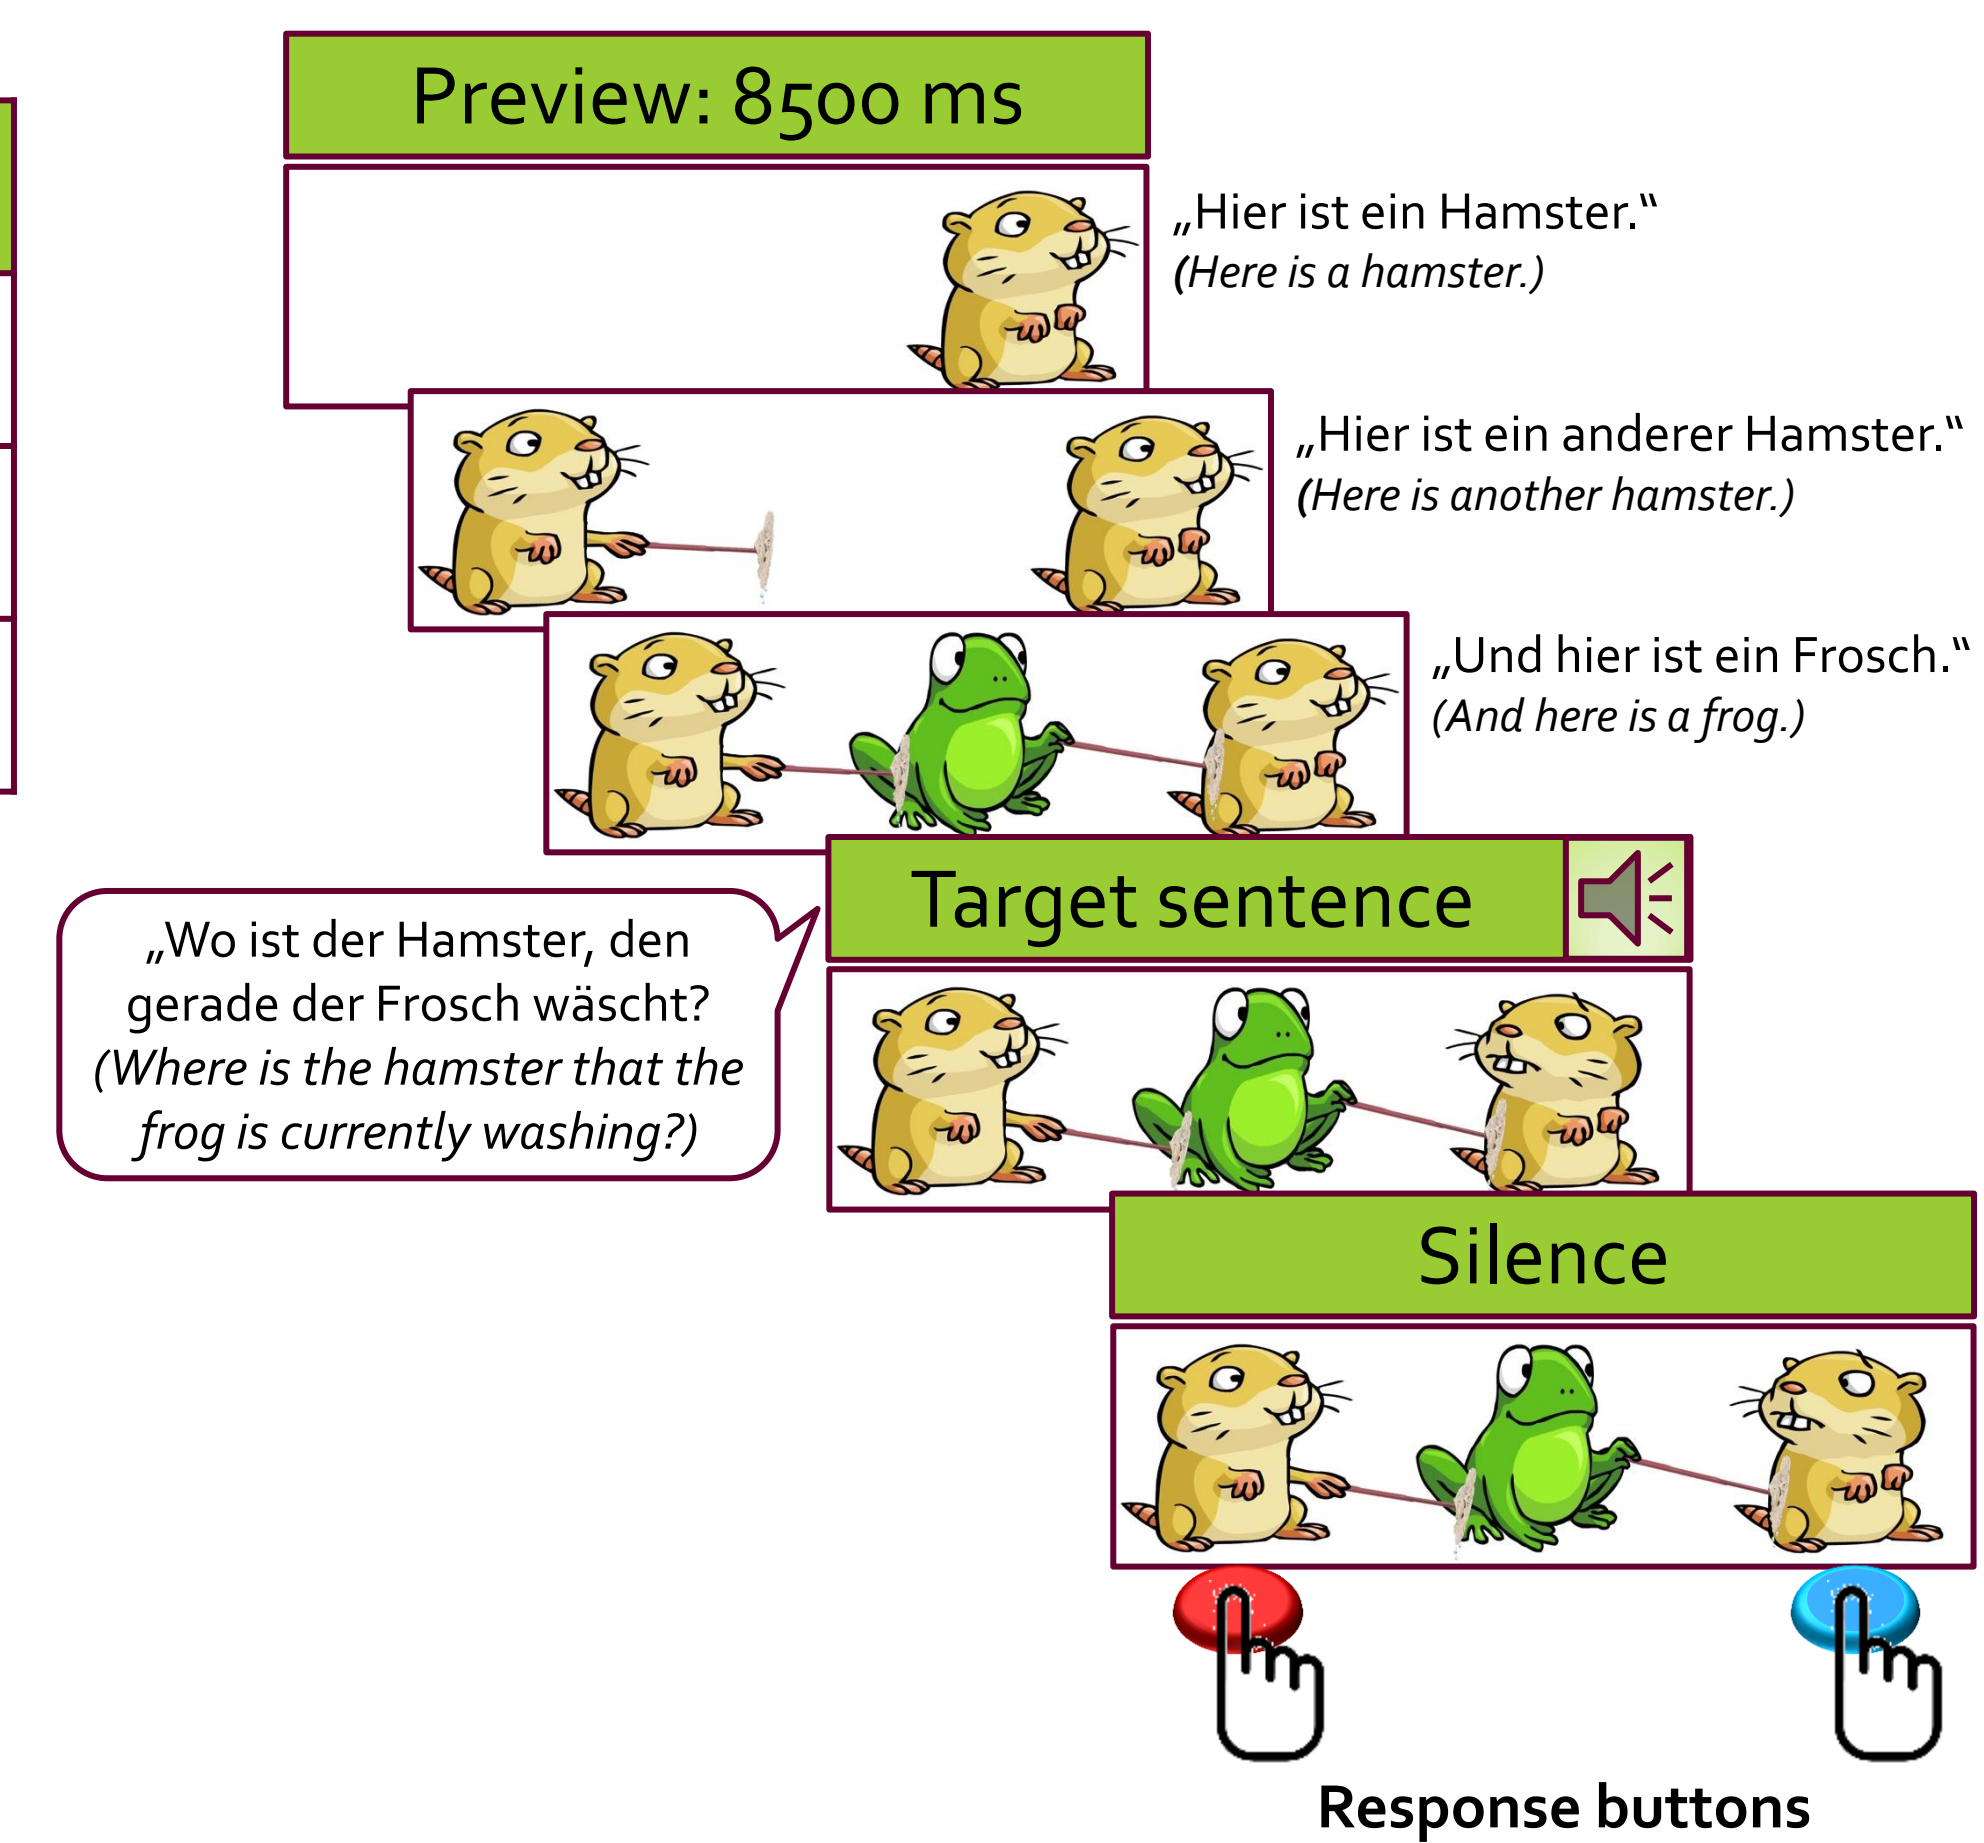 Preview: 8500 ms
„Hier ist ein Hamster.“
(Here is a hamster.)
„Hier ist ein anderer Hamster.“
(Here is another hamster.)
„Und hier ist ein Frosch.“
(And here is a frog.)
Target sentence
„Wo ist der Hamster, den
gerade der Frosch wäscht?
(Where is the hamster that the
frog is currently washing?)
Silence
Response buttons